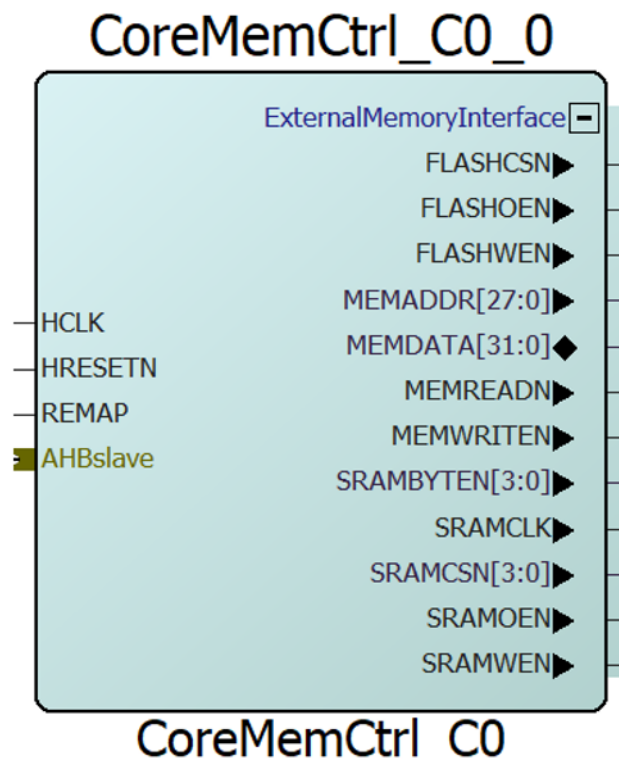 CoreMemCtrl_C0_0
ExternalMemoryInterface
FLASHCSN
FLASHOEN
FLASHWEN
MEMADDR[27:0]
HCLK
MEMDATA[31:0]
HRESETN
MEMREADN
REMAP
MEMWRITEN
AHBslave
SRAMBYTEN[3:0]
SRAMCLK
SRAMCSN[3:0]
SRAMOEN
SRAMWEN
CoreMemCtrl_C0